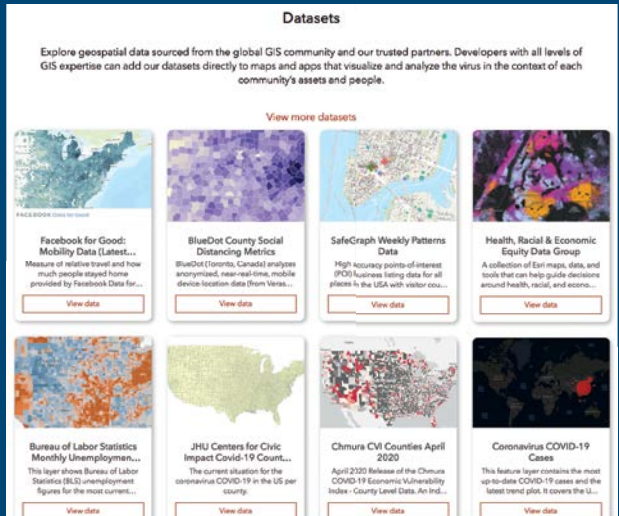 Datasets
Explore geospatial data sourced from the global GIS community and our trusted partners. Developers with all levels of
GIS expertise can add our datasets directly to maps and apps that visualize and analyze the virus in the context of each
community's assets and people.
View more datasets
FACEBOOK Data for Good
Facebook for Good:
Mobility Data (Latest...
Measure of relative travel and how
much people stayed home
provided by Facebook Data for...
View data
BlueDot County Social
Distancing Metrics
BlueDot (Toronto, Canada) analyzes
anonymized, near-real-time, mobile
device-location data (from Veras...
View data
SafeGraph Weekly Patterns
Data
High accuracy points-of-interest
(POI) business listing data for all
places in the USA with visitor cou...
View data
Health, Racial & Economic
Equity Data Group
A collection of Esri maps, data, and
tools that can help guide decisions
around health, racial, and econo...
View data
Bureau of Labor Statistics
Monthly Unemploymen...
This layer shows Bureau of Labor
Statistics (BLS) unemployment
figures for the most current...
View data
JHU Centers for Civic
Impact Covid-19 Count...
The current situation for the
coronavirus COVID-19 in the US per
county.
View data
Chmura CVI Counties April
2020
April 2020 Release of the Chmura
COVID-19 Economic Vulnerability
Index - County Level Data. An Ind...
View data
Coronavirus COVID-19
Cases
This feature layer contains the most
up-to-date COVID-19 cases and the
latest trend plot. It covers the U...
View data